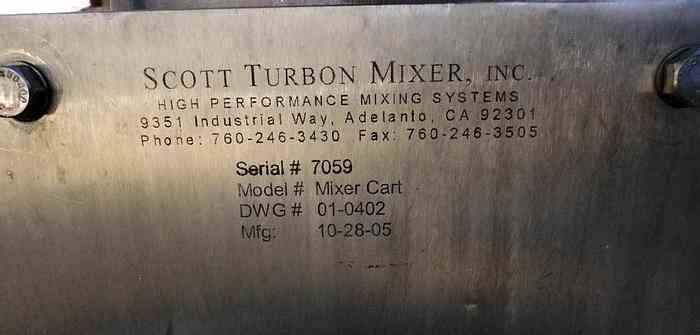 SCOTT TURBON MIXER, INC.
HIGH PERFORMANCE MIXING SYSTEMS
9351 Industrial Way, Adelanto, CA 92301
Phone: 760-246-3430 Fax: 760-246-3505
Serial # 7059
Model # Mixer Cart
DWG # 01-0402
Mfg: 10-28-05